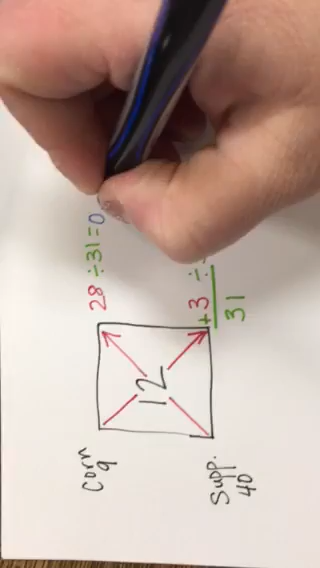 Corn
9
28 ÷ 31 = 0
12
Supp.
40
+ 3 ÷
31